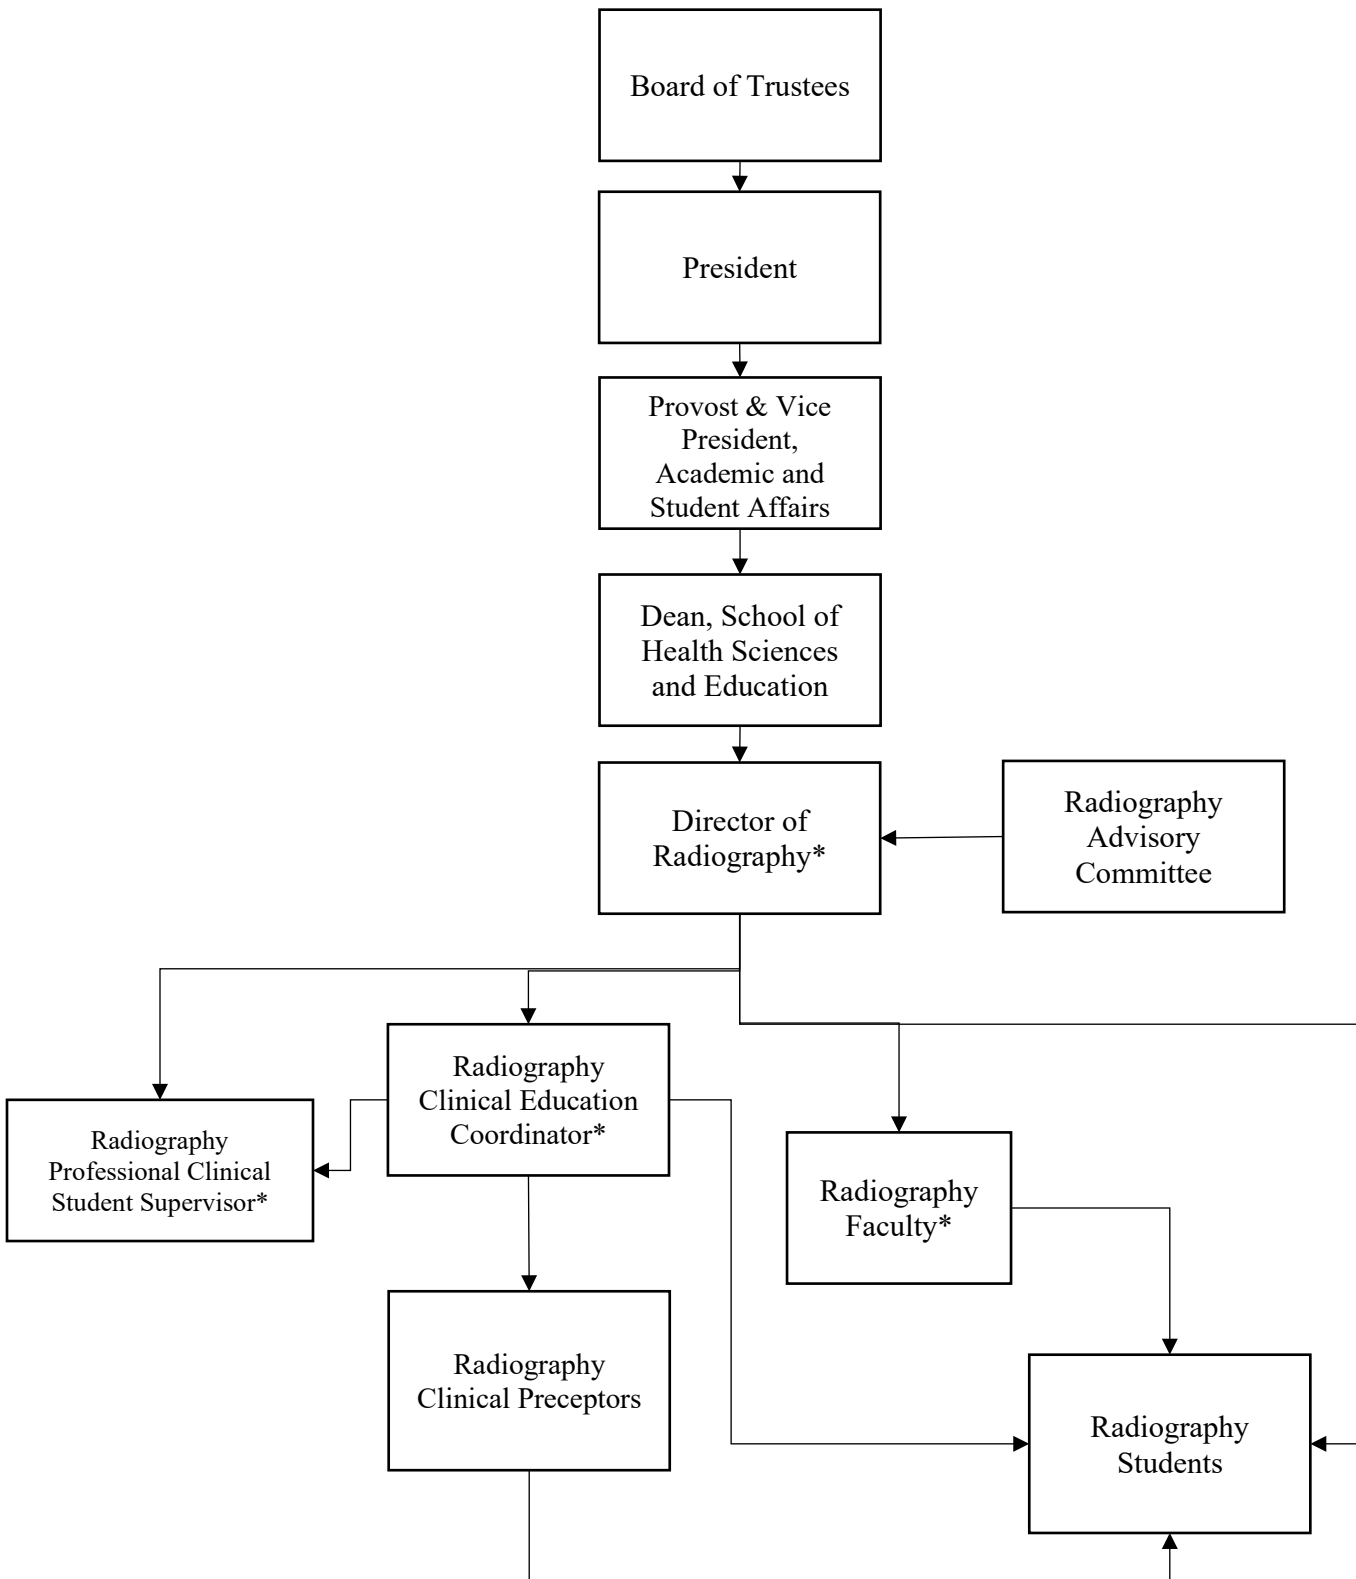 Board of Trustees
President
Provost & Vice
President,
Academic and
Student Affairs
Dean, School of
Health Sciences
and Education
Director of
Radiography*
Radiography
Advisory
Committee
Radiography
Clinical Education
Coordinator*
Radiography
Professional Clinical
Student Supervisor*
Radiography
Faculty*
Radiography
Clinical Preceptors
Radiography
Students